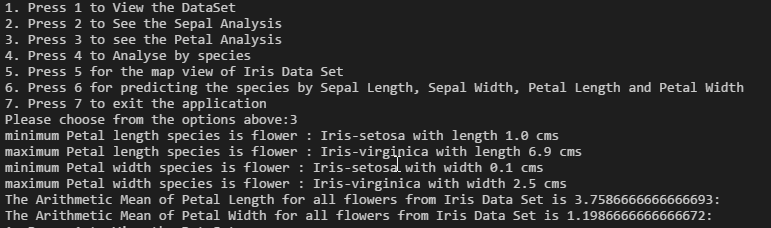 1. Press 1 to View the DataSet
2. Press 2 to See the Sepal Analysis
3. Press 3 to see the Petal Analysis
4. Press 4 to Analyse by species
5. Press 5 for the map view of Iris Data Set
6. Press 6 for predicting the species by Sepal Length, Sepal Width, Petal Length and Petal Width
7. Press 7 to exit the application
Please choose from the options above:3
minimum Petal length species is flower : Iris-setosa with length 1.0 cms
maximum Petal length species is flower : Iris-virginica with length 6.9 cms
minimum Petal width species is flower : Iris-setosa with width 0.1 cms
maximum Petal width species is flower : Iris-virginica with width 2.5 cms
The Arithmetic Mean of Petal Length for all flowers from Iris Data Set is 3.7586666666666693:
The Arithmetic Mean of Petal Width for all flowers from Iris Data Set is 1.1986666666666672: